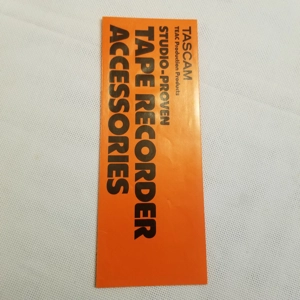 TASCAM
TEAC Production Products
STUDIO-PROVEN
TAPE RECORDER
ACCESSORIES